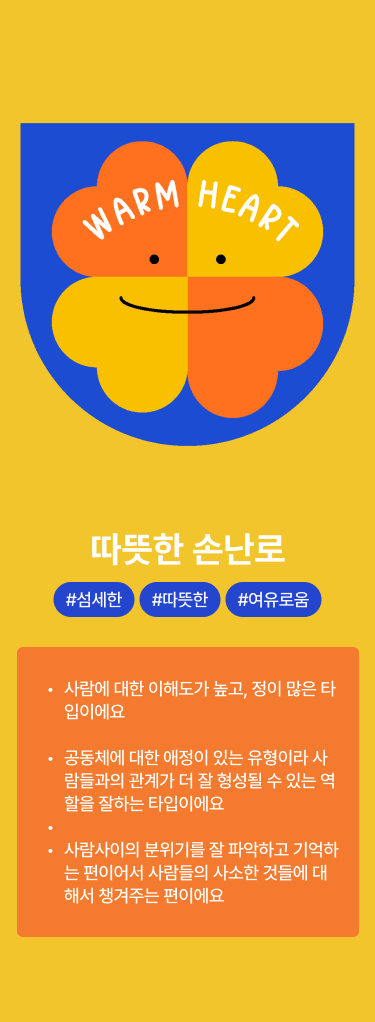 WARM HEART
따뜻한 손난로
#섬세한 #따뜻한 #여유로움
• 사람에 대한 이해도가 높고, 정이 많은 타
입이에요
• 공동체에 대한 애정이 있는 유형이라 사
람들과의 관계가 더 잘 형성될 수 있는 역
할을 잘하는 타입이에요
•
• 사람사이의 분위기를 잘 파악하고 기억하
는 편이어서 사람들의 사소한 것들에 대
해서 챙겨주는 편이에요